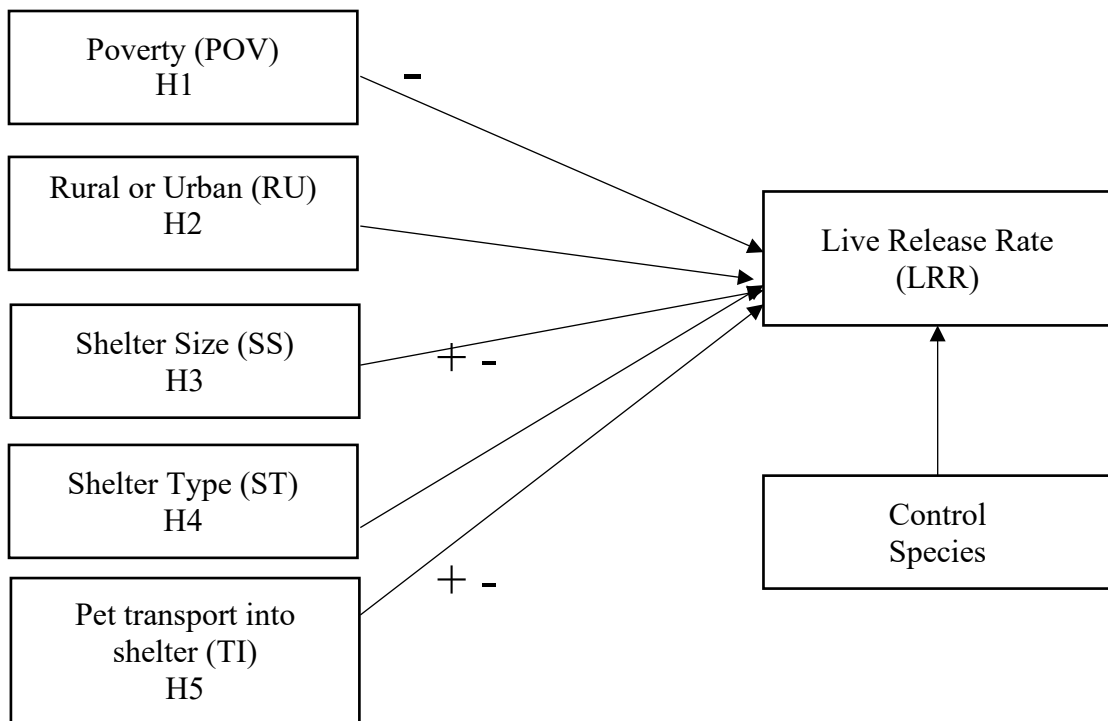 Poverty (POV)
H1
-
Rural or Urban (RU)
H2
Shelter Size (SS)
H3
+ -
Shelter Type (ST)
H4
Pet transport into
shelter (TI)
H5
+ -
Live Release Rate
(LRR)
Control
Species